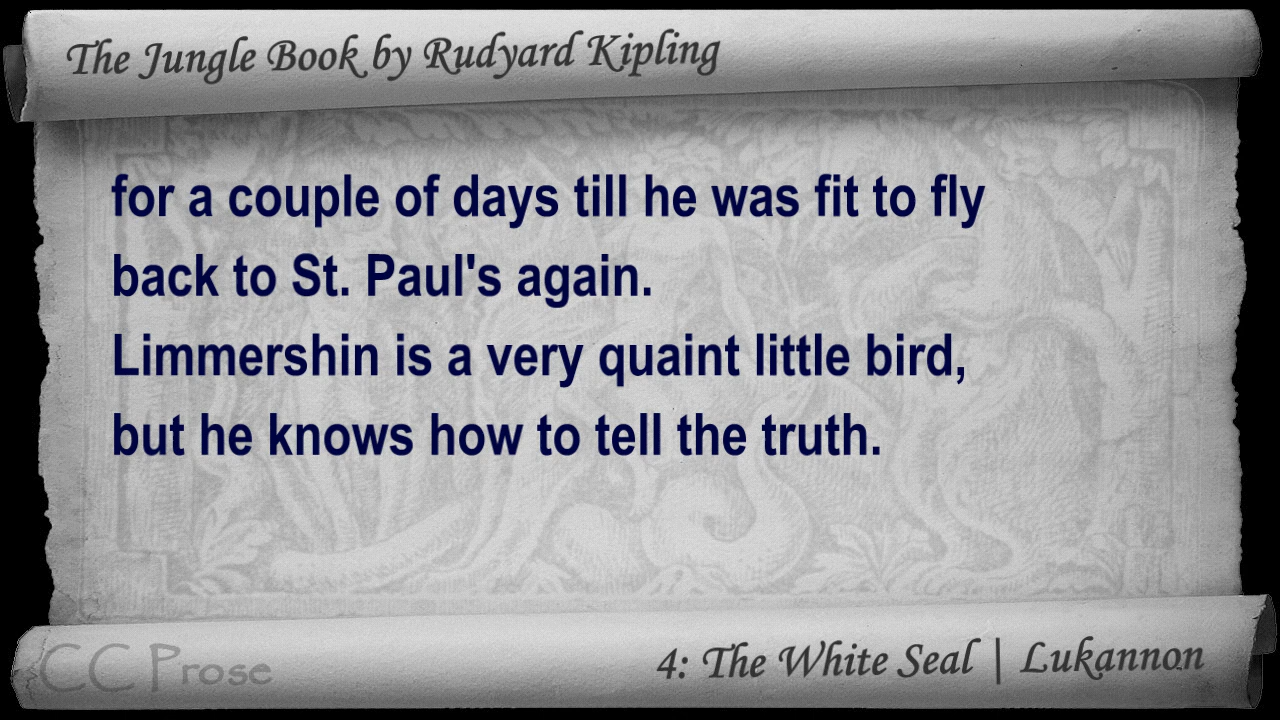 The Jungle Book by Rudyard Kipling
for a couple of days till he was fit to fly
back to St. Paul's again.
Limmershin is a very quaint little bird,
but he knows how to tell the truth.
CC Prose
4: The White Seal | Lukannon